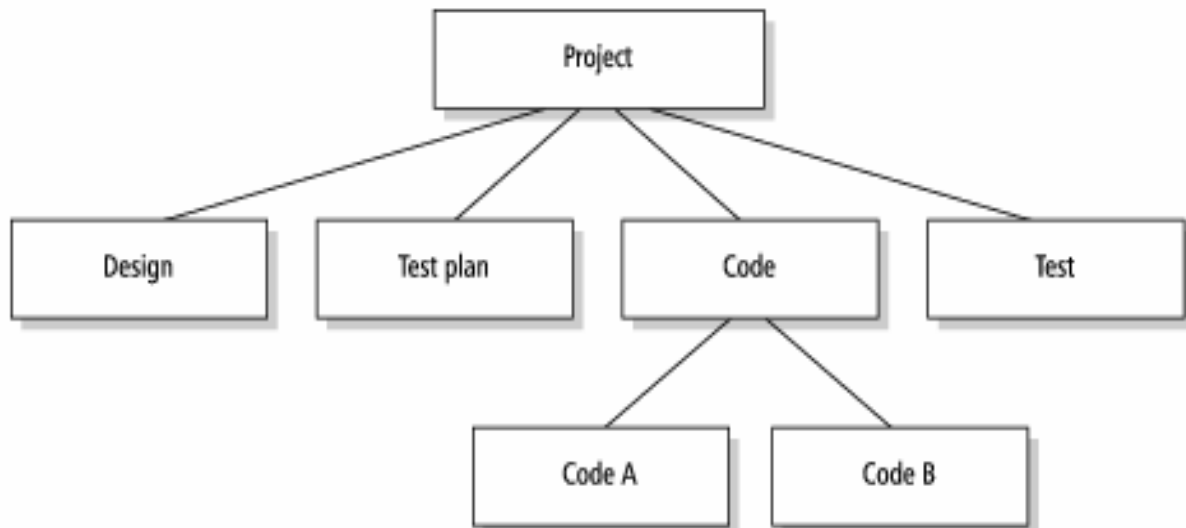 Project
Design
Test plan
Code
Test
Code A
Code B